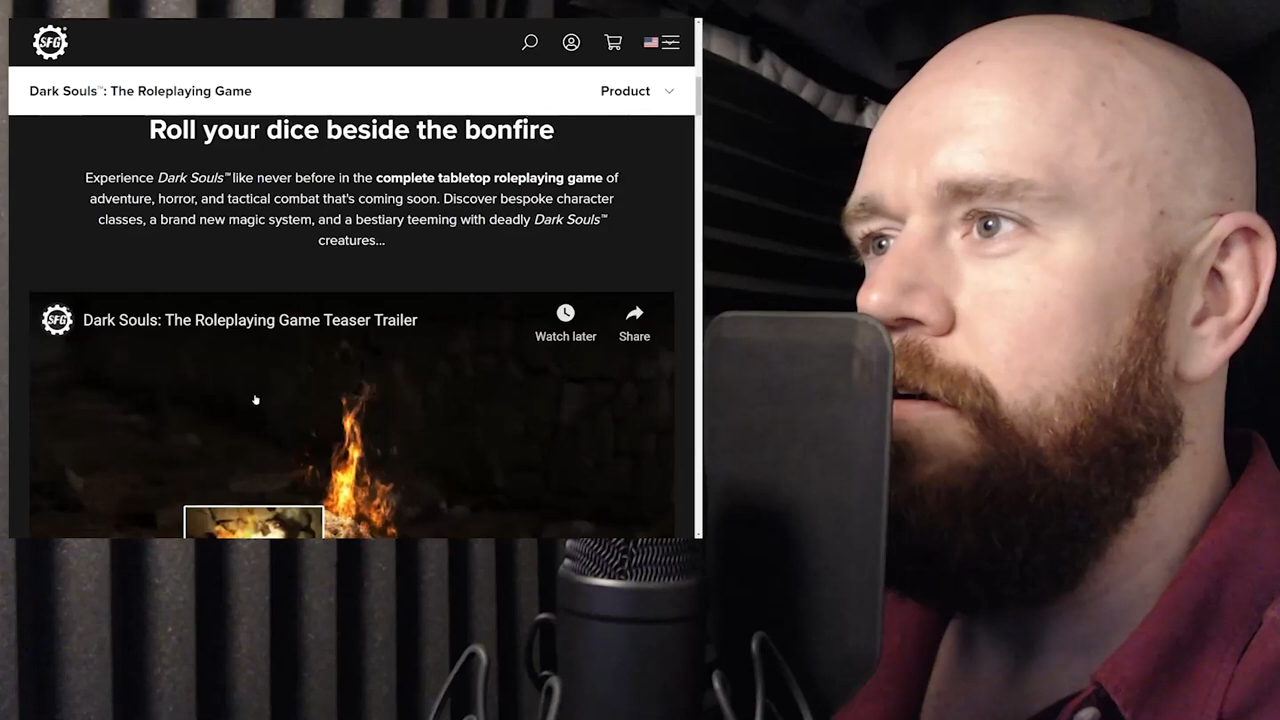 SFG
Dark Souls™: The Roleplaying Game
Product
Roll your dice beside the bonfire
Experience Dark Souls™ like never before in the complete tabletop roleplaying game of
adventure, horror, and tactical combat that's coming soon. Discover bespoke character
classes, a brand new magic system, and a bestiary teeming with deadly Dark Souls™
creatures...
SFG
Dark Souls: The Roleplaying Game Teaser Trailer
Watch later
Share